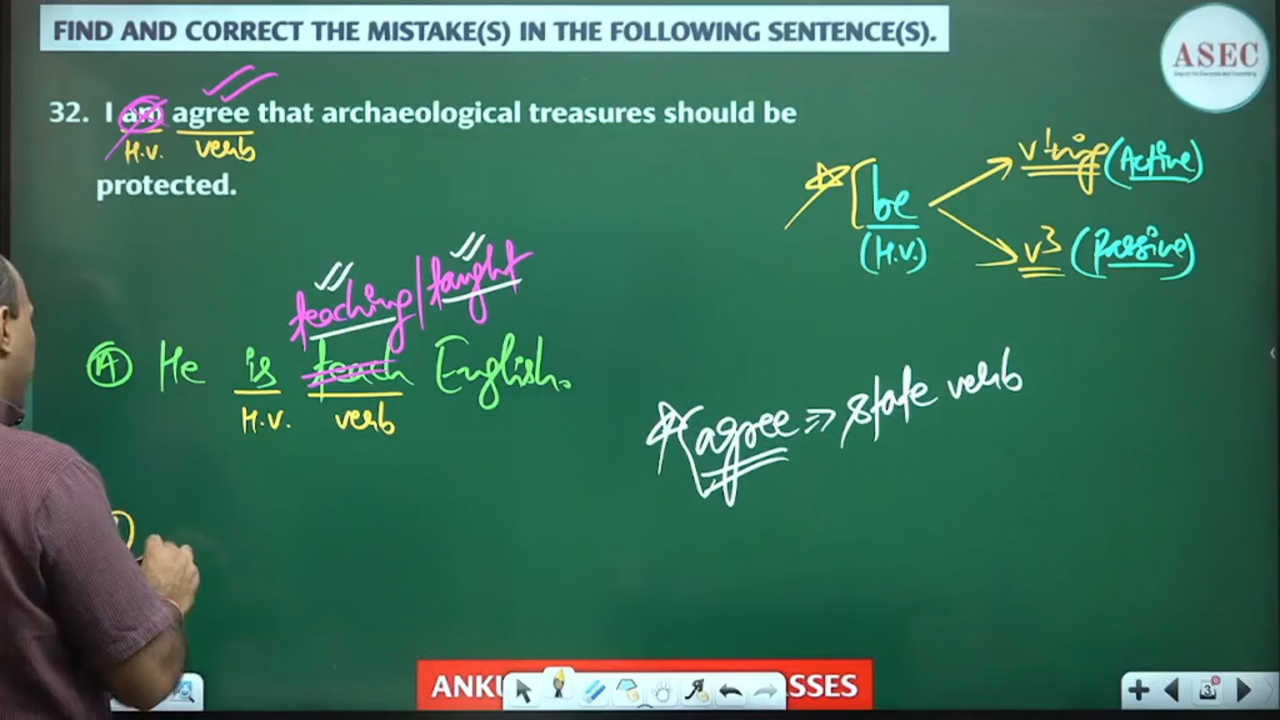 FIND AND CORRECT THE MISTAKE(S) IN THE FOLLOWING SENTENCE(S).
ASEC
32. I am agree that archaeological treasures should be
H.V. verb
protected.
be
(H.V.)
V1+ing (Active)
V3 (Passive)
teaching/taught
(A) He is teach English.
H.V. verb
agree => state verb
ANKU
SSES
3